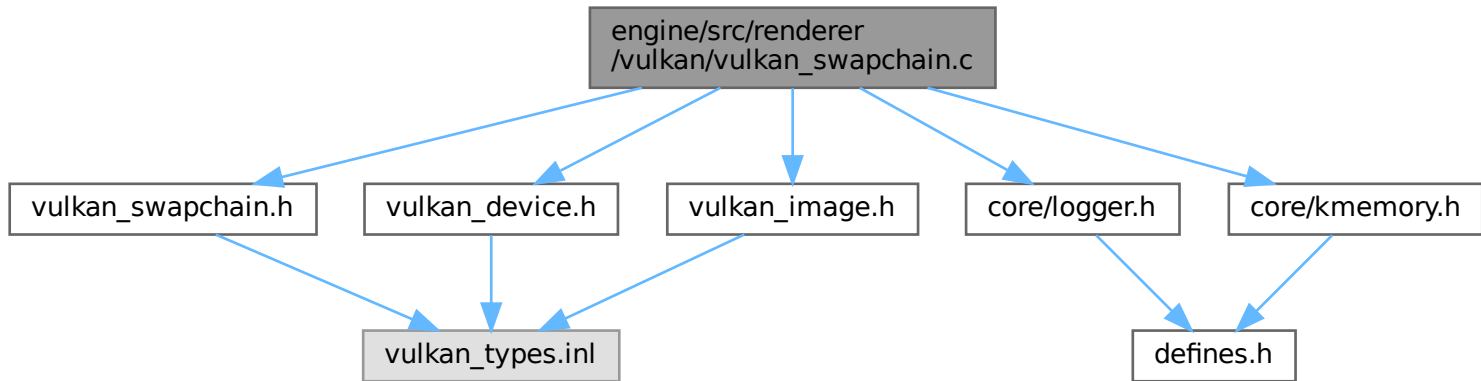 engine/src/renderer
/vulkan/vulkan_swapchain.c
vulkan_swapchain.h
vulkan_device.h
vulkan_image.h
core/logger.h
core/kmemory.h
vulkan_types.inl
defines.h